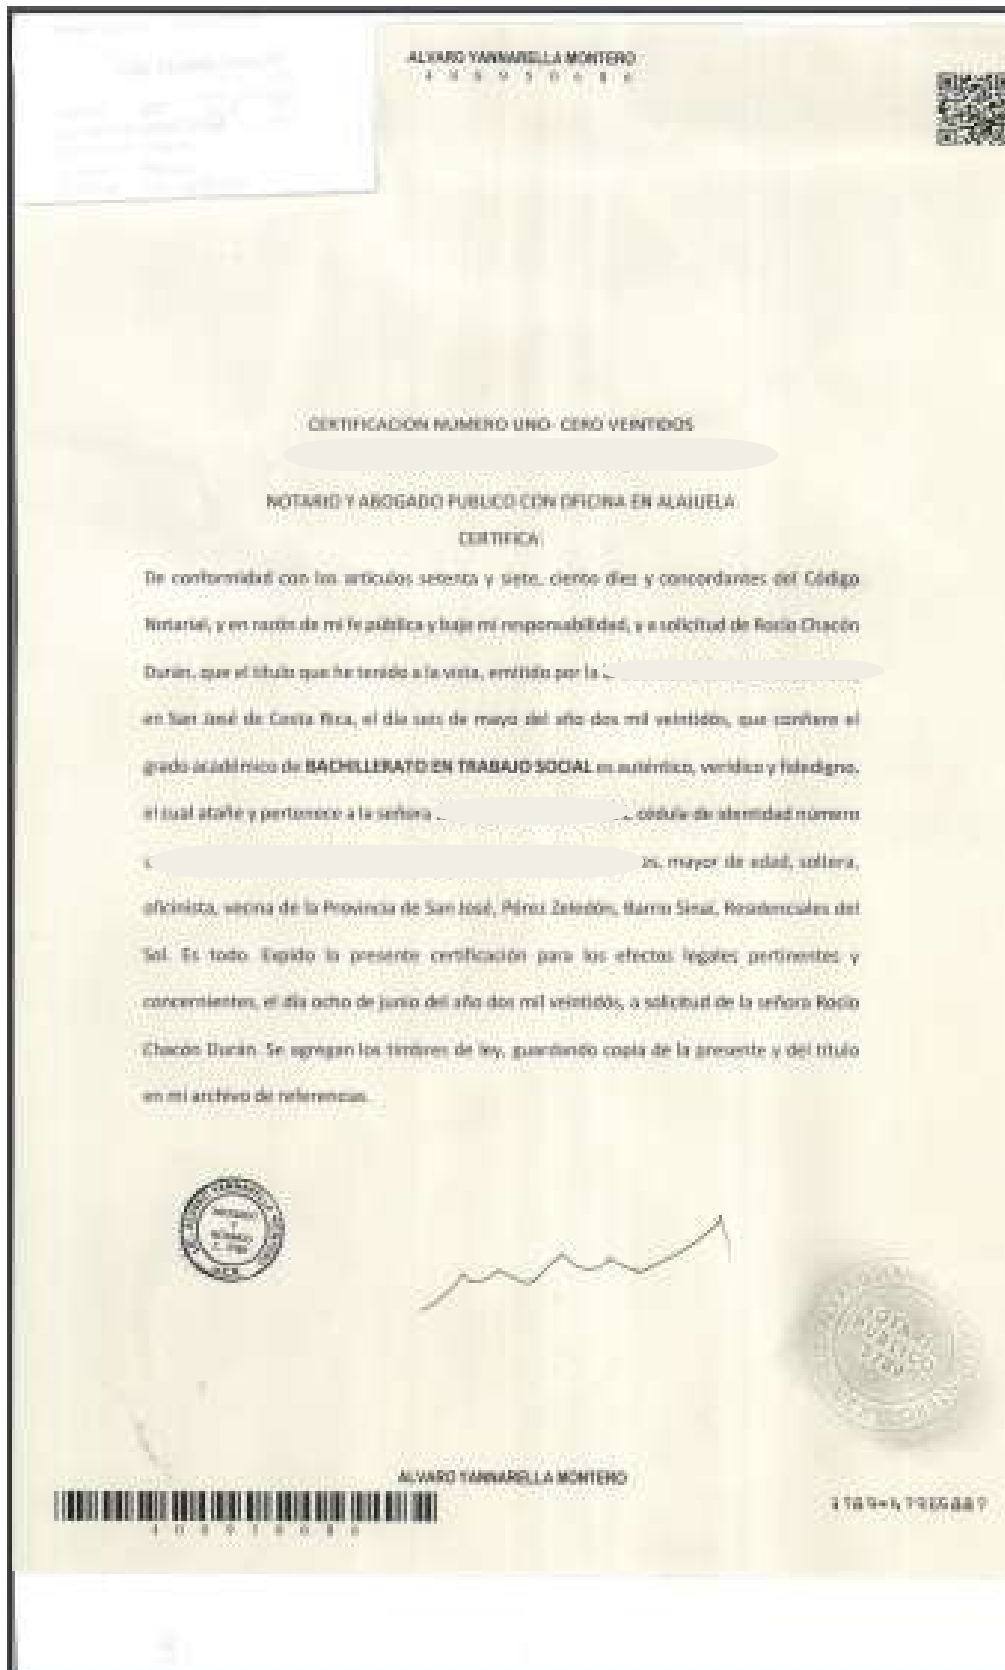 ALVARO YANNARELLA MONTERO
CERTIFICACION NUMERO UNO- CERO VEINTIDOS
NOTARIO Y ABOGADO PUBLICO CON OFICINA EN ALAJUELA
CERTIFICA:
De conformidad con los artículos setenta y siete, ciento diez y concordantes del Código
Notarial, y en razón de mi fe pública y bajo mi responsabilidad, y a solicitud de Rocío Chacón
Durán, que el título que he tenido a la vista, emitido por la
en San José de Costa Rica, el día seis de mayo del año dos mil veintidós, que confiere el
grado académico de BACHILLERATO EN TRABAJO SOCIAL es auténtico, verídico y fidedigno,
el cual atañe y pertenece a la señora cédula de identidad número
mayor de edad, soltera,
oficinista, vecina de la Provincia de San José, Pérez Zeledón, Barrio Sinaí, Residenciales del
Sol. Es todo. Expido la presente certificación para los efectos legales pertinentes y
concernientes, el día ocho de junio del año dos mil veintidós, a solicitud de la señora Rocío
Chacón Durán. Se agregan los timbres de ley, guardando copia de la presente y del título
en mi archivo de referencias.
ALVARO YANNARELLA MONTERO